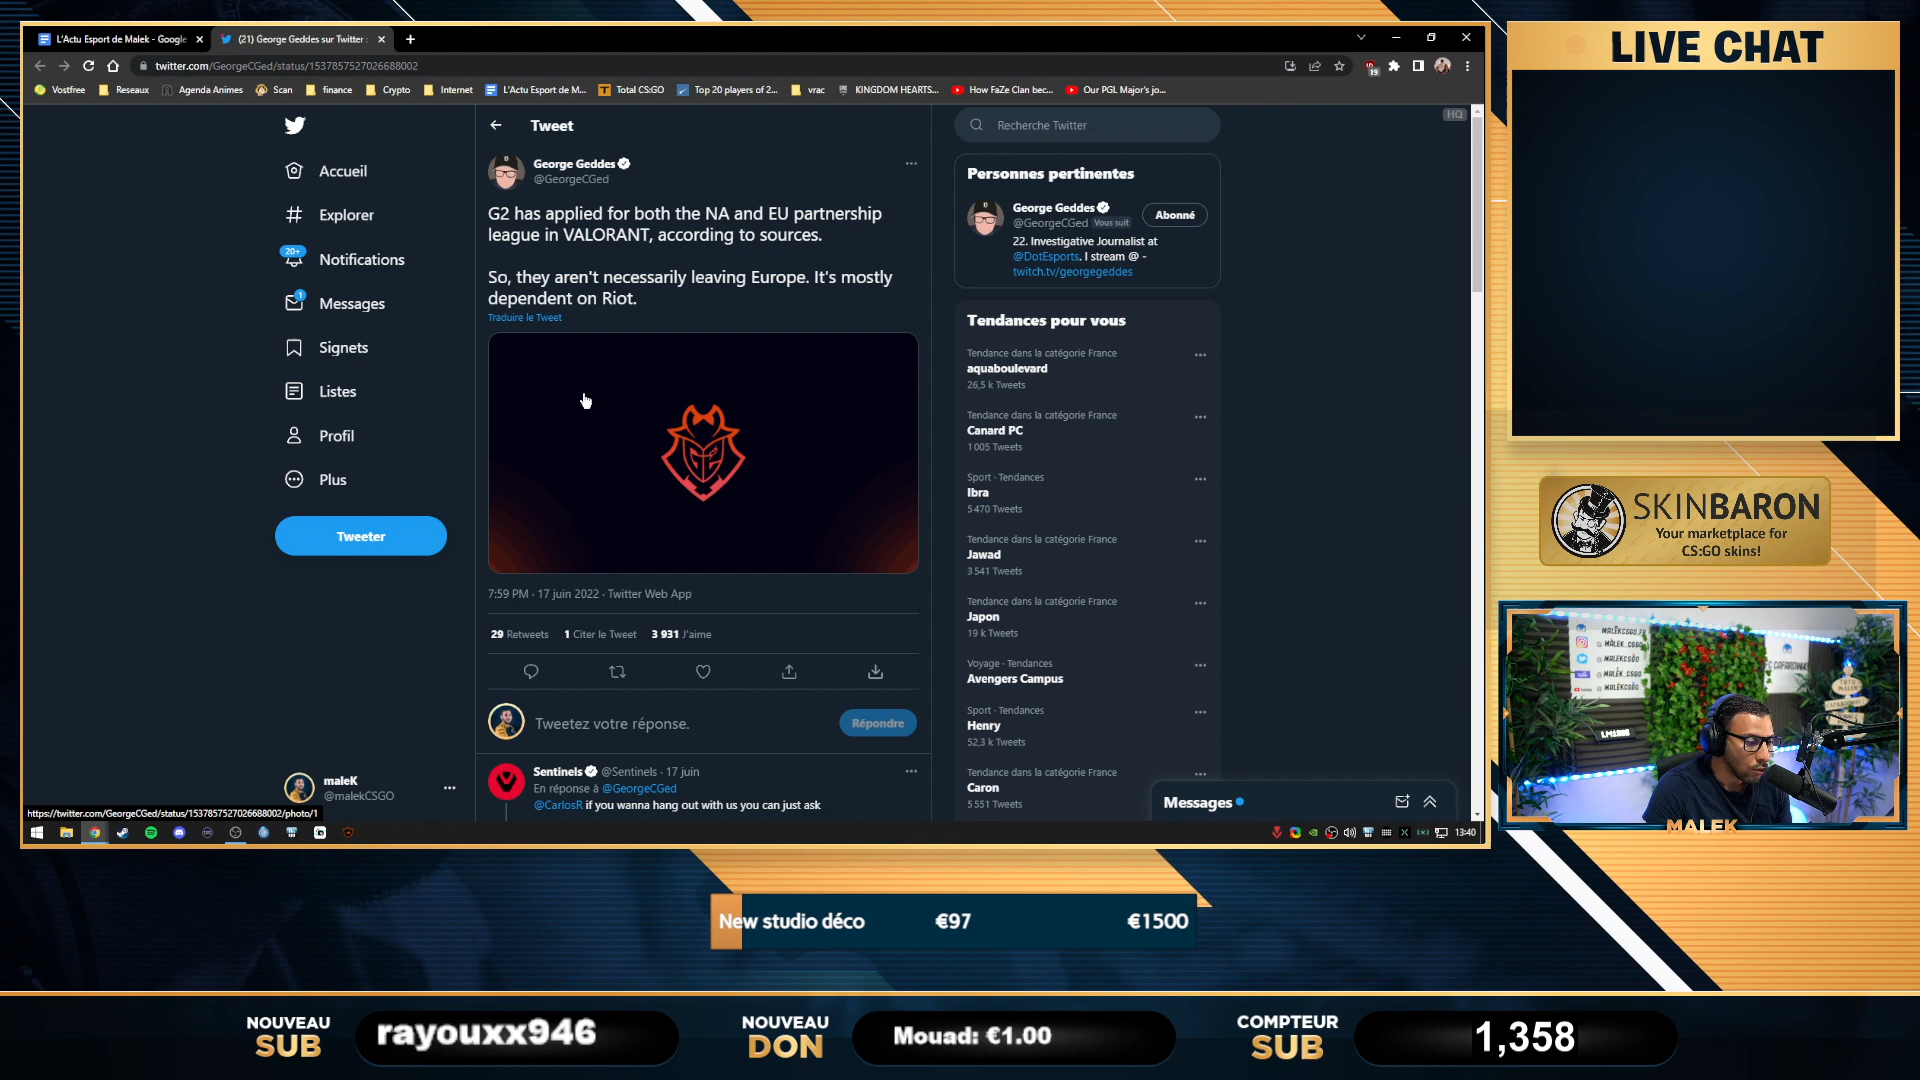 L'Actu Esport de Malek - Google
(21) George Geddes sur Twitter :
twitter.com/GeorgeCGed/status/1537857527026688002
19
Vostfree
Reseaux
Agenda Animes
Scan
finance
Crypto
Internet
L'Actu Esport de M...
Total CS:GO
Top 20 players of 2...
vrac
KINGDOM HEARTS...
How FaZe Clan bec...
Our PGL Major's jo...
HQ
Accueil
Explorer
20+
Notifications
1
Messages
Signets
Listes
Profil
Plus
Tweeter
maleK
@malekCSGO
https://twitter.com/GeorgeCGed/status/1537857527026688002/photo/1
Tweet
George Geddes
@GeorgeCGed
G2 has applied for both the NA and EU partnership
league in VALORANT, according to sources.
So, they aren't necessarily leaving Europe. It's mostly
dependent on Riot.
Traduire le Tweet
7:59 PM · 17 juin 2022 · Twitter Web App
29 Retweets 1 Citer le Tweet 3 931 J'aime
Tweetez votre réponse.
Répondre
Sentinels @Sentinels · 17 juin
En réponse à @GeorgeCGed
@CarlosR if you wanna hang out with us you can just ask
Recherche Twitter
Personnes pertinentes
George Geddes
@GeorgeCGed Vous suit
Abonné
22. Investigative Journalist at
@DotEsports. I stream @ -
twitch.tv/georgegeddes
Tendances pour vous
Tendance dans la catégorie France
aquaboulevard
26,5 k Tweets
Tendance dans la catégorie France
Canard PC
1 005 Tweets
Sport · Tendances
Ibra
5 470 Tweets
Tendance dans la catégorie France
Jawad
3 541 Tweets
Tendance dans la catégorie France
Japon
19 k Tweets
Voyage · Tendances
Avengers Campus
Sport · Tendances
Henry
52,3 k Tweets
Tendance dans la catégorie France
Caron
5 551 Tweets
Messages
13:40
LIVE CHAT
SKINBARON
Your marketplace for
CS:GO skins!
MALEKCSGO.FR
@MALEK_CSGO
@MALEKCSGO
@MALEK_CSGO
@MALEKCSGO
MALEK
New studio déco €97 €1500
NOUVEAU
SUB
rayouxx946
NOUVEAU
DON
Mouad: €1.00
COMPTEUR
SUB
1,358